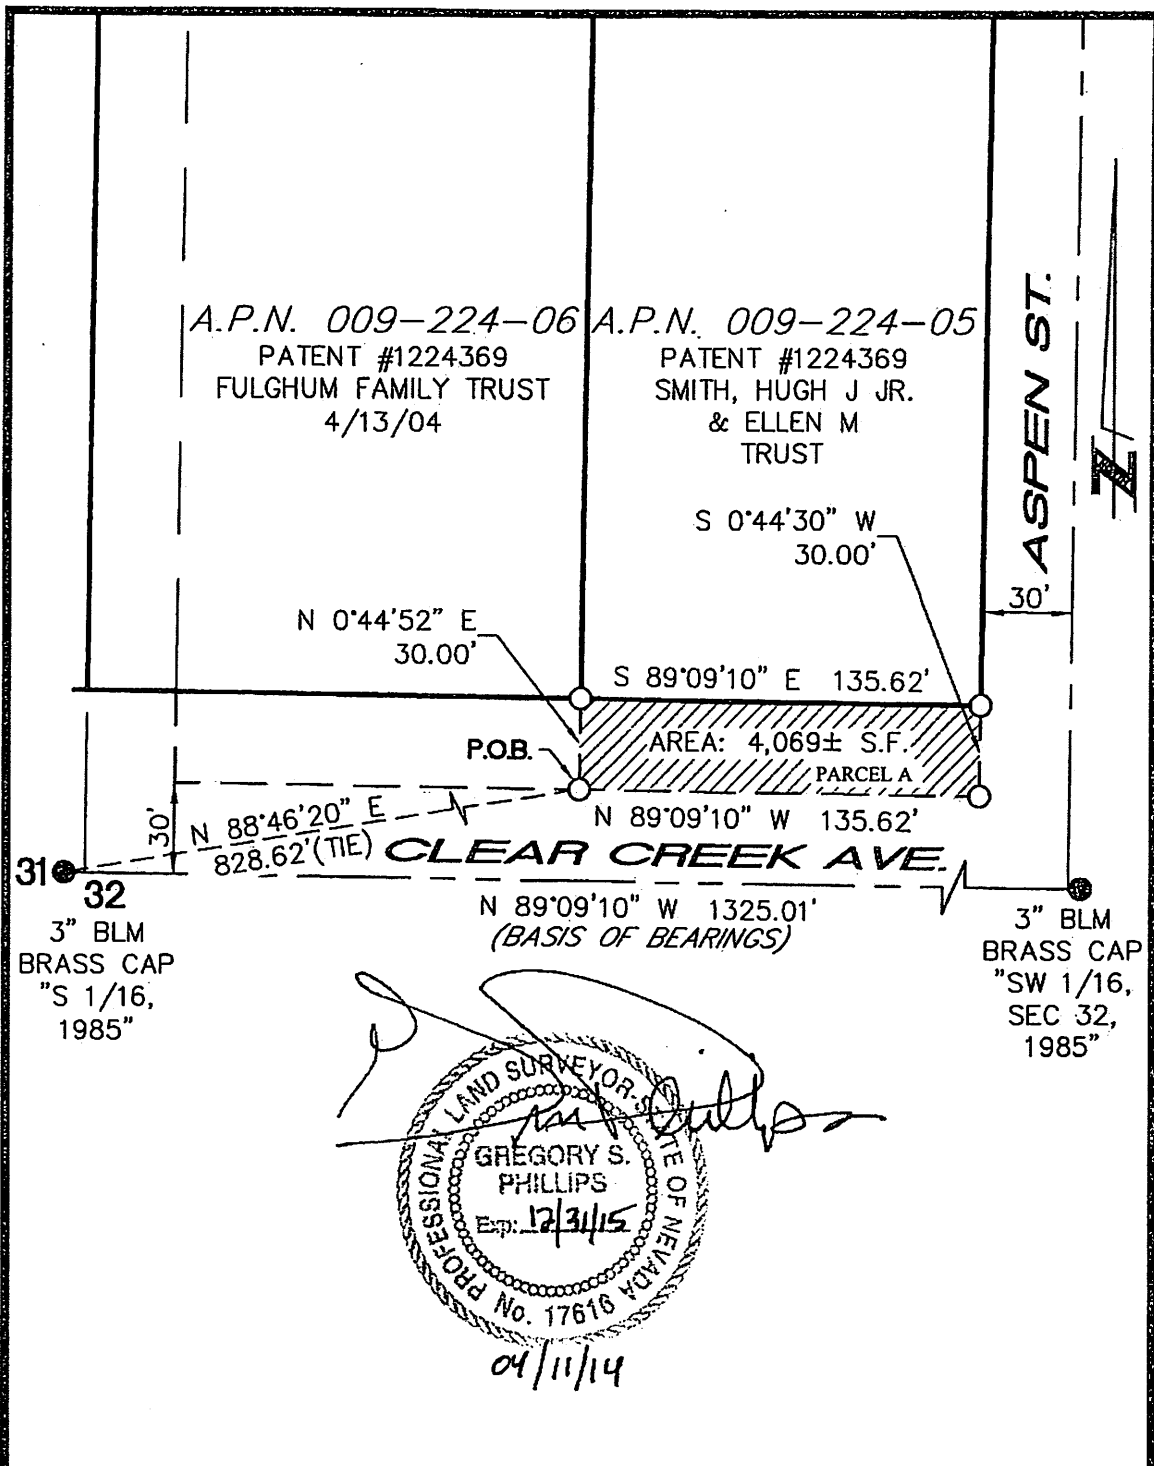 A.P.N. 009-224-06
PATENT #1224369
FULGHUM FAMILY TRUST
4/13/04
A.P.N. 009-224-05
PATENT #1224369
SMITH, HUGH J JR.
& ELLEN M
TRUST
ASPEN ST.
N
S 0°44'30" W
30.00'
30'
N 0°44'52" E
30.00'
S 89°09'10" E 135.62'
AREA: 4,069± S.F.
PARCEL A
P.O.B.
N 89°09'10" W 135.62'
30'
N 88°46'20" E
828.62'(TIE)
CLEAR CREEK AVE.
31
32
N 89°09'10" W 1325.01'
(BASIS OF BEARINGS)
3" BLM
BRASS CAP
"S 1/16,
1985"
3" BLM
BRASS CAP
"SW 1/16,
SEC 32,
1985"
PROFESSIONAL LAND SURVEYOR-STATE OF NEVADA
GREGORY S.
PHILLIPS
Exp: 12/31/15
No. 17616
04/11/14